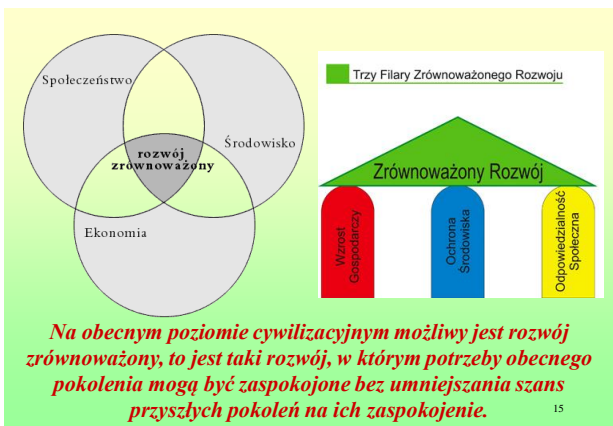 Społeczeństwo
Środowisko
rozwój
zrównoważony
Ekonomia
Trzy Filary Zrównoważonego Rozwoju
Zrównoważony Rozwój
Wzrost
Gospodarczy
Ochrona
Środowiska
Odpowiedzialność
Społeczna
Na obecnym poziomie cywilizacyjnym możliwy jest rozwój
zrównoważony, to jest taki rozwój, w którym potrzeby obecnego
pokolenia mogą być zaspokojone bez umniejszania szans
przyszłych pokoleń na ich zaspokojenie.
15